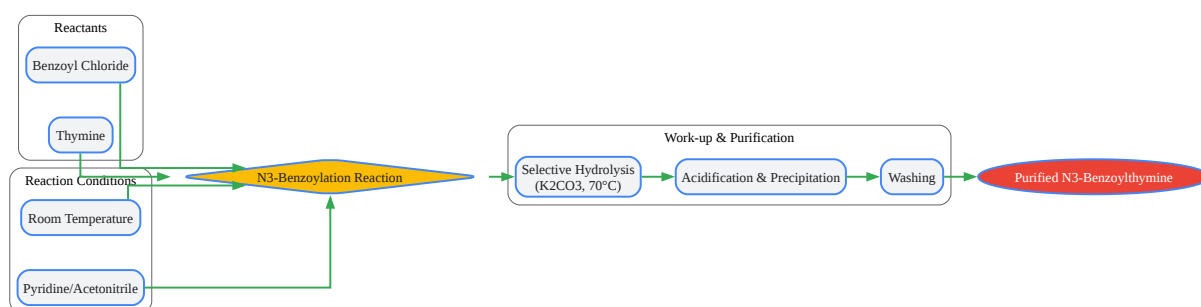 Reactants
Benzoyl Chloride
Thymine
Reaction Conditions
Room Temperature
Pyridine/Acetonitrile
N3-Benzoylation Reaction
Work-up & Purification
Selective Hydrolysis
(K2CO3, 70°C)
Acidification & Precipitation
Washing
Purified N3-Benzoylthymine